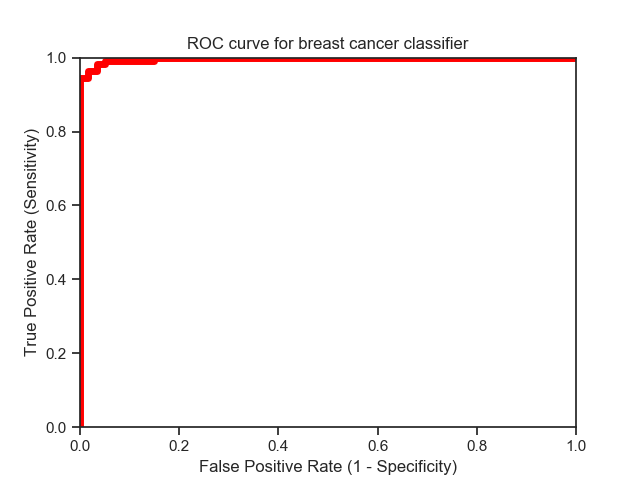 ROC curve for breast cancer classifier
True Positive Rate (Sensitivity)
1.0
0.8
0.6
0.4
0.2
0.0
0.0 0.2 0.4 0.6 0.8 1.0
False Positive Rate (1 - Specificity)